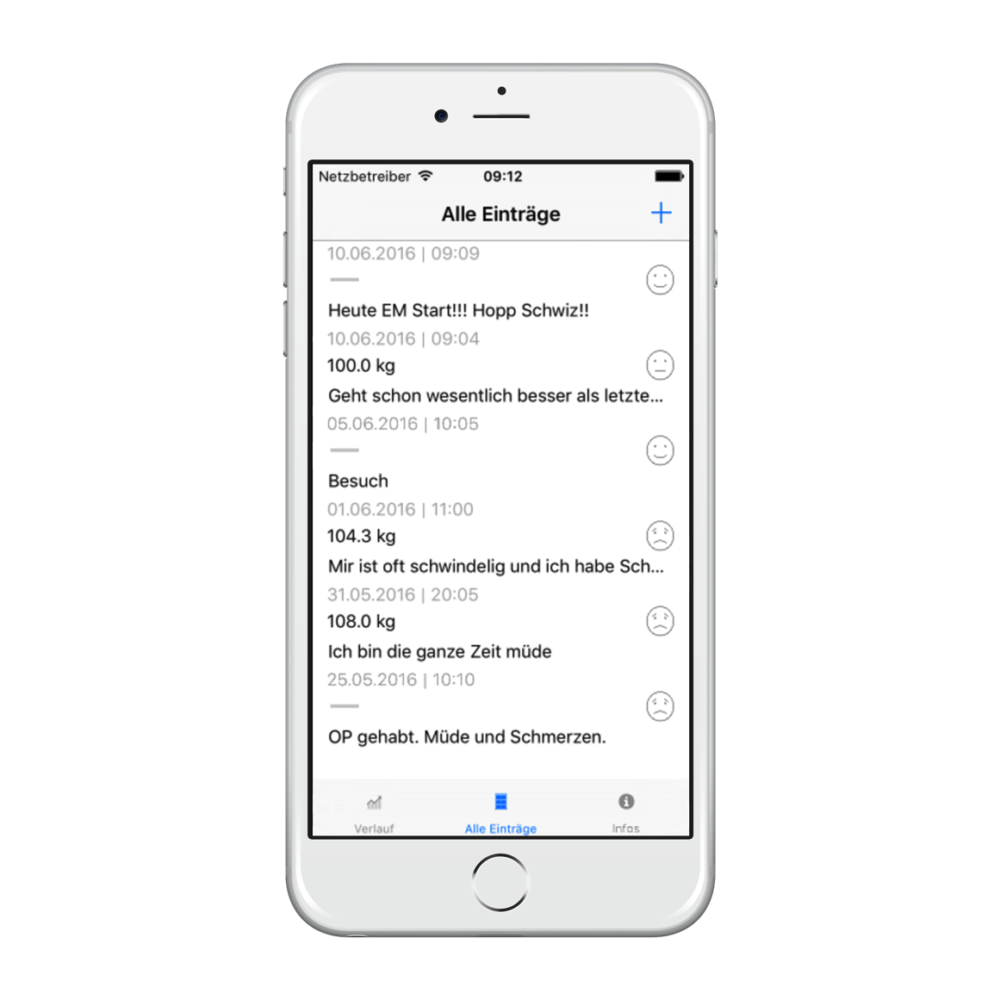 Netzbetreiber 09:12
Alle Einträge
10.06.2016 | 09:09
Heute EM Start!!! Hopp Schwiz!!
10.06.2016 | 09:04
100.0 kg
Geht schon wesentlich besser als letzte...
05.06.2016 | 10:05
Besuch
01.06.2016 | 11:00
104.3 kg
Mir ist oft schwindelig und ich habe Sch...
31.05.2016 | 20:05
108.0 kg
Ich bin die ganze Zeit müde
25.05.2016 | 10:10
OP gehabt. Müde und Schmerzen.
Verlauf Alle Einträge Infos